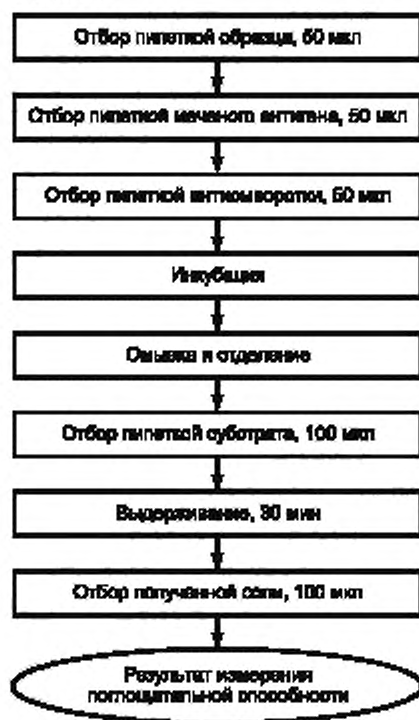 Отбор пипеткой образца, 50 мкл
Отбор пипеткой меченого антигена, 50 мкл
Отбор пипеткой антисыворотки, 50 мкл
Инкубация
Омывка и отделение
Отбор пипеткой субстрата, 100 мкл
Выдерживание, 30 мин
Отбор полученной соли, 100 мкл
Результат измерения
поглощательной способности